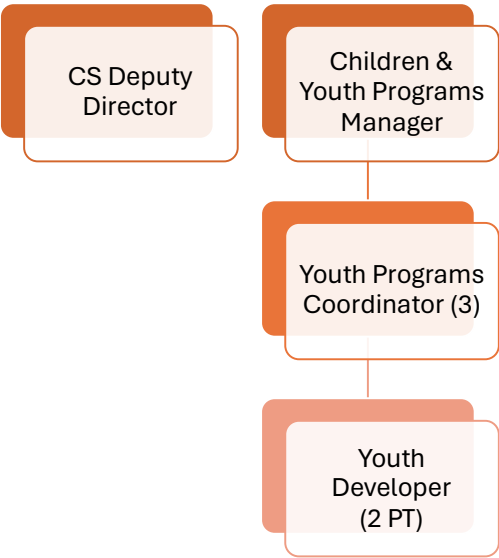 CS Deputy
Director
Children &
Youth Programs
Manager
Youth Programs
Coordinator (3)
Youth
Developer
(2 PT)